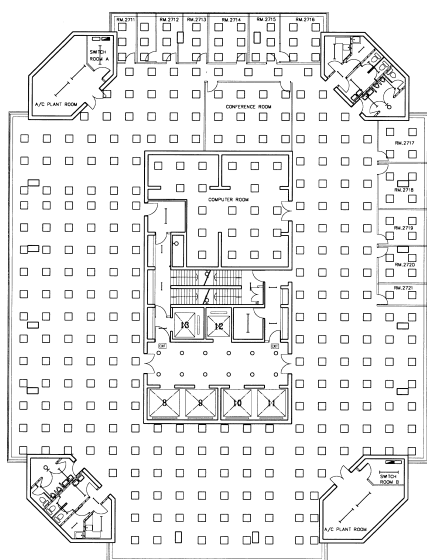 RM.2711 RM.2712 RM.2713 RM.2714 RM.2715 RM.2716
SWITCH
ROOM A
A/C PLANT ROOM
CONFERENCE ROOM
RM.2717
RM.2718
COMPUTER ROOM
RM.2719
RM.2720
RM.2721
13 12
8 9 10 11
SWITCH
ROOM B
A/C PLANT ROOM